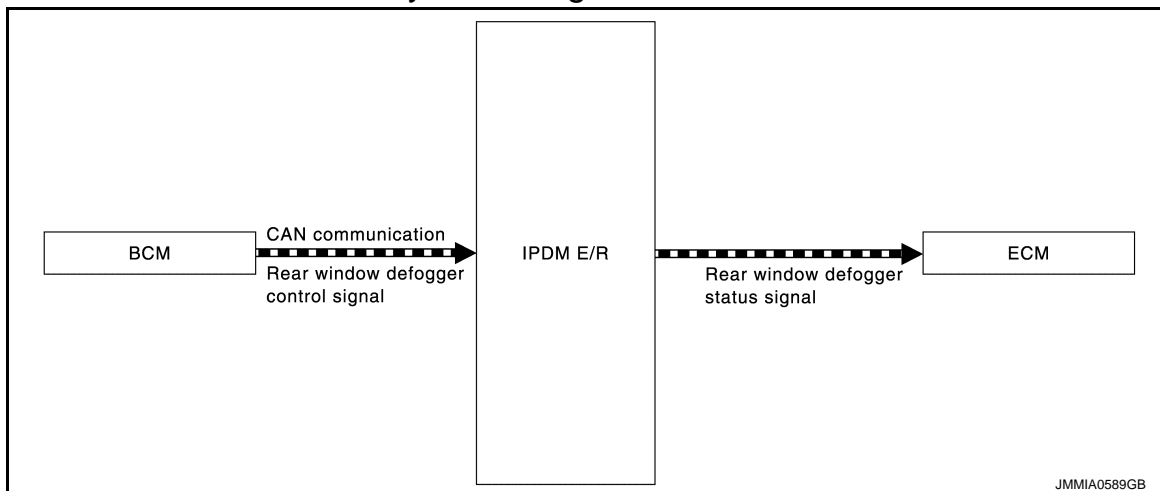 BCM
CAN communication
Rear window defogger
control signal
IPDM E/R
Rear window defogger
status signal
ECM
JMMIA0589GB